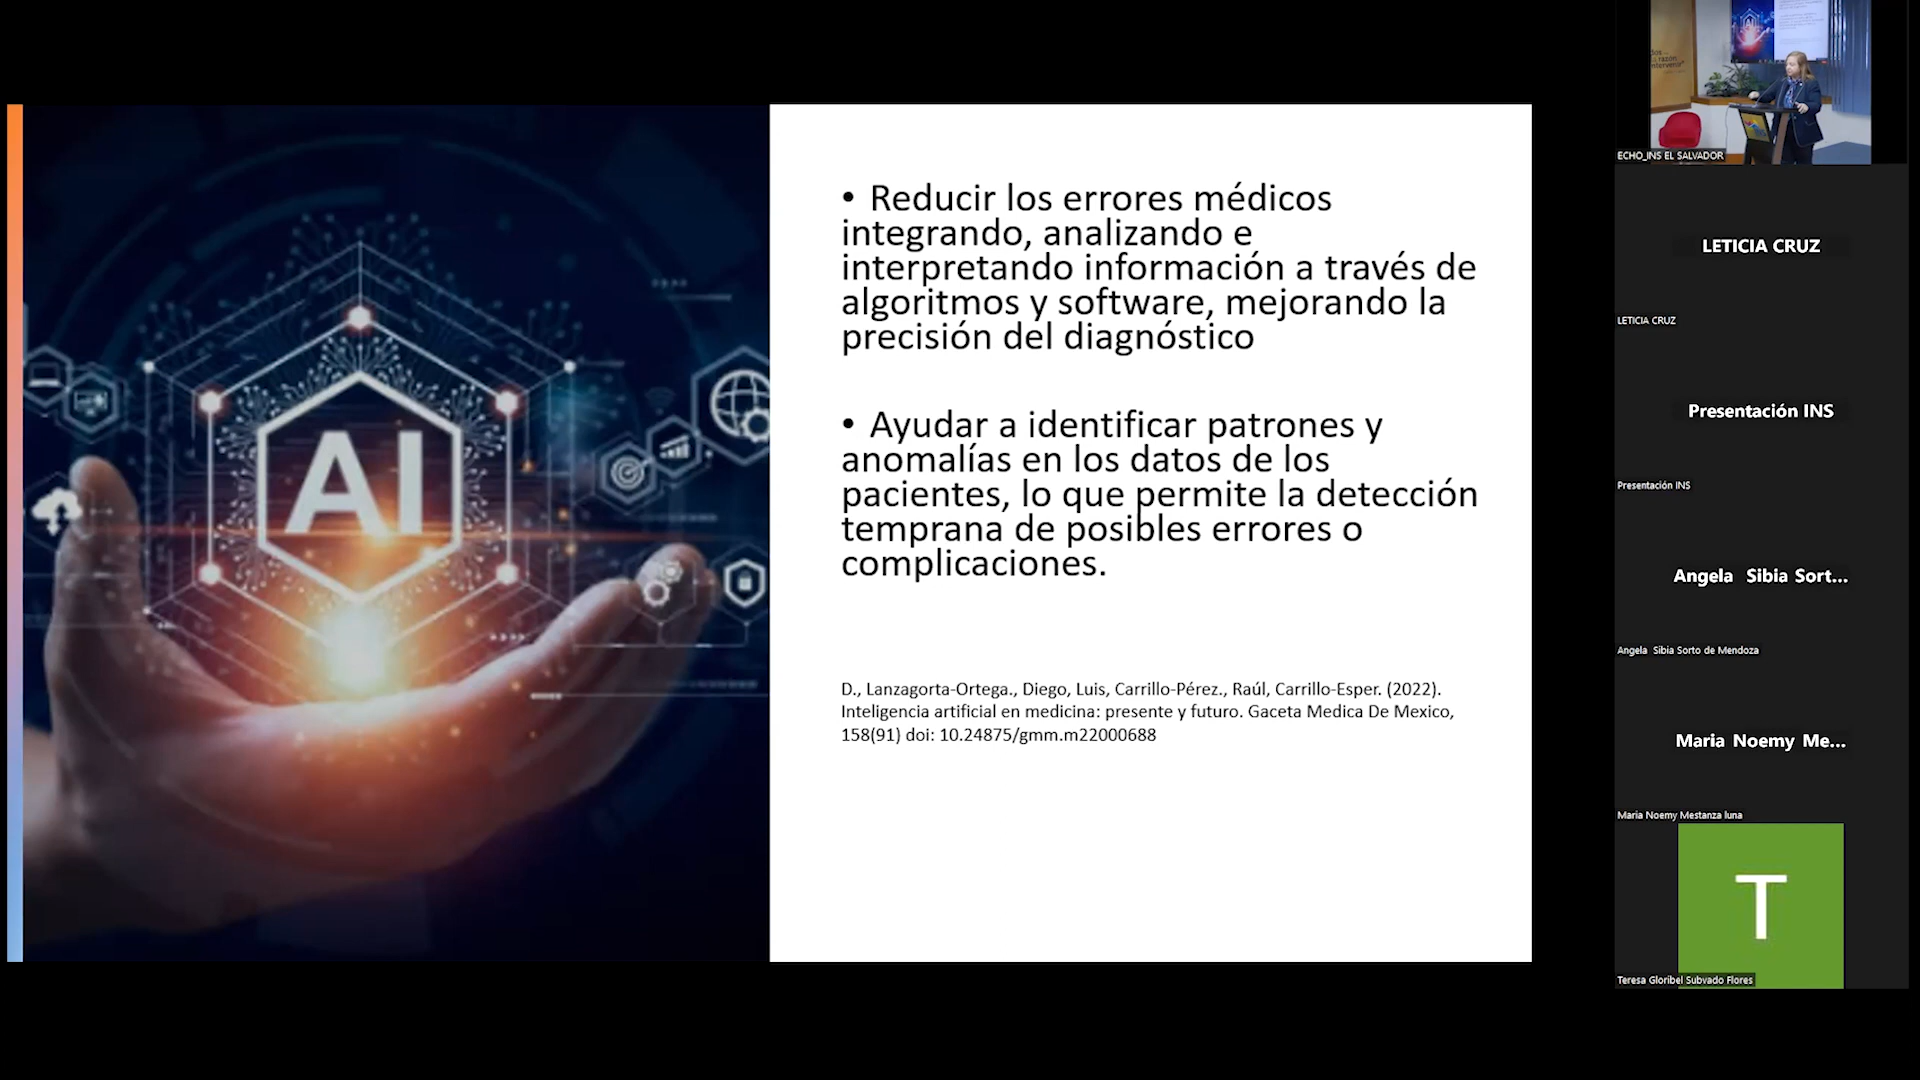 AI
• Reducir los errores médicos
integrando, analizando e
interpretando información a través de
algoritmos y software, mejorando la
precisión del diagnóstico
• Ayudar a identificar patrones y
anomalías en los datos de los
pacientes, lo que permite la detección
temprana de posibles errores o
complicaciones.
D., Lanzagorta-Ortega., Diego, Luis, Carrillo-Pérez., Raúl, Carrillo-Esper. (2022).
Inteligencia artificial en medicina: presente y futuro. Gaceta Medica De Mexico,
158(91) doi: 10.24875/gmm.m22000688
ECHO_INS EL SALVADOR
LETICIA CRUZ
LETICIA CRUZ
Presentación INS
Presentación INS
Angela Sibia Sort...
Angela Sibia Sorto de Mendoza
Maria Noemy Me...
Maria Noemy Mestanza luna
T
Teresa Gloribel Subvado Flores